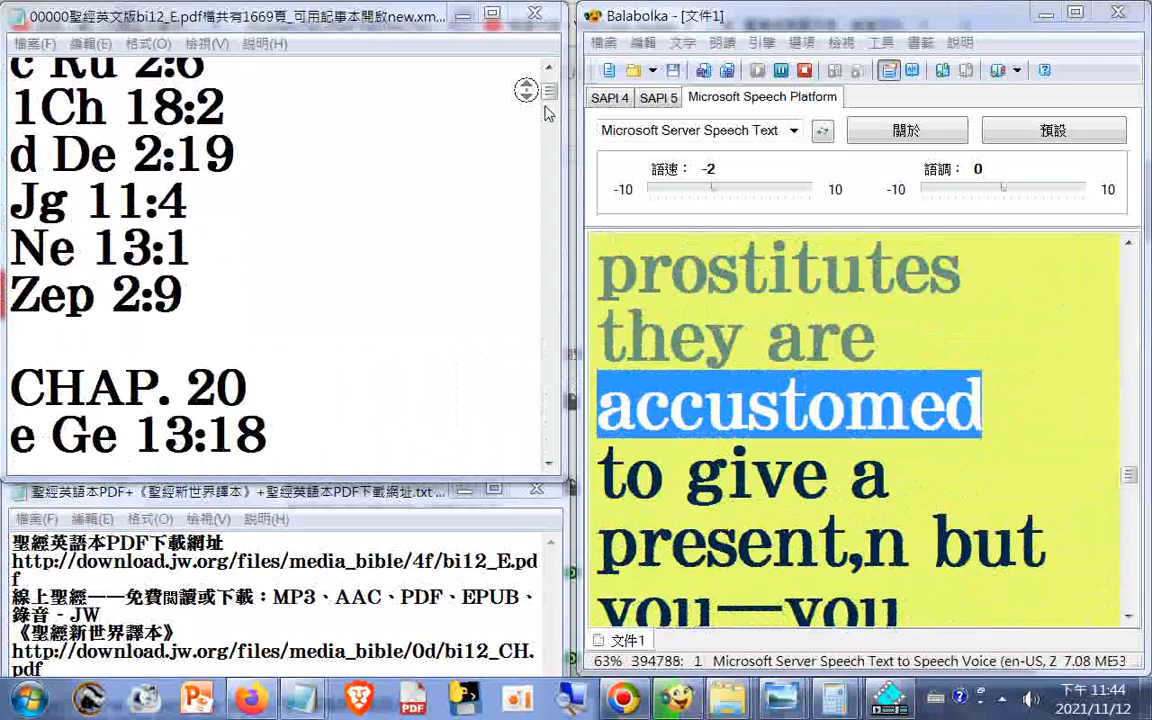 00000聖經英文版bi12_E.pdf檔共有1669頁_可用記事本開啟new.xm...
檔案(F) 編輯(E) 格式(O) 檢視(V) 說明(H)
c Ru 2:6
1Ch 18:2
d De 2:19
Jg 11:4
Ne 13:1
Zep 2:9
CHAP. 20
e Ge 13:18
聖經英語本PDF+《聖經新世界譯本》+聖經英語本PDF下載網址.txt ...
檔案(F) 編輯(E) 格式(O) 檢視(V) 說明(H)
聖經英語本PDF下載網址
http://download.jw.org/files/media_bible/4f/bi12_E.pd
f
線上聖經——免費閱讀或下載：MP3、AAC、PDF、EPUB、
錄音 - JW
《聖經新世界譯本》
http://download.jw.org/files/media_bible/0d/bi12_CH.
pdf
Balabolka - [文件1]
檔案 編輯 文字 朗讀 引擎 選項 檢視 工具 書籤 說明
SAPI 4 SAPI 5 Microsoft Speech Platform
Microsoft Server Speech Text 關於 預設
語速： -2 語調： 0
-10 10 -10 10
prostitutes
they are
accustomed
to give a
present,n but
you—you
文件1
63% 394788: 1 Microsoft Server Speech Text to Speech Voice (en-US, Z 7.08 ME53
下午 11:44
2021/11/12